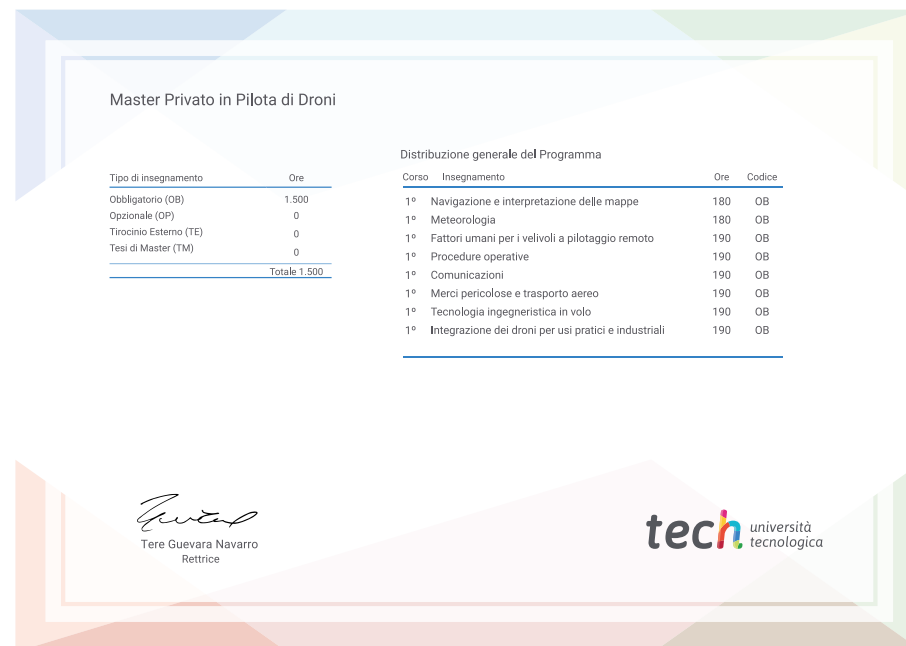 Master Privato in Pilota di Droni
Tipo di insegnamento Ore
Obbligatorio (OB) 1.500
Opzionale (OP) 0
Tirocinio Esterno (TE) 0
Tesi di Master (TM) 0
Totale 1.500
Distribuzione generale del Programma
Corso Insegnamento Ore Codice
1º Navigazione e interpretazione delle mappe 180 OB
1º Meteorologia 180 OB
1º Fattori umani per i velivoli a pilotaggio remoto 190 OB
1º Procedure operative 190 OB
1º Comunicazioni 190 OB
1º Merci pericolose e trasporto aereo 190 OB
1º Tecnologia ingegneristica in volo 190 OB
1º Integrazione dei droni per usi pratici e industriali 190 OB
Tere Guevara Navarro
Rettrice
tech università
tecnologica